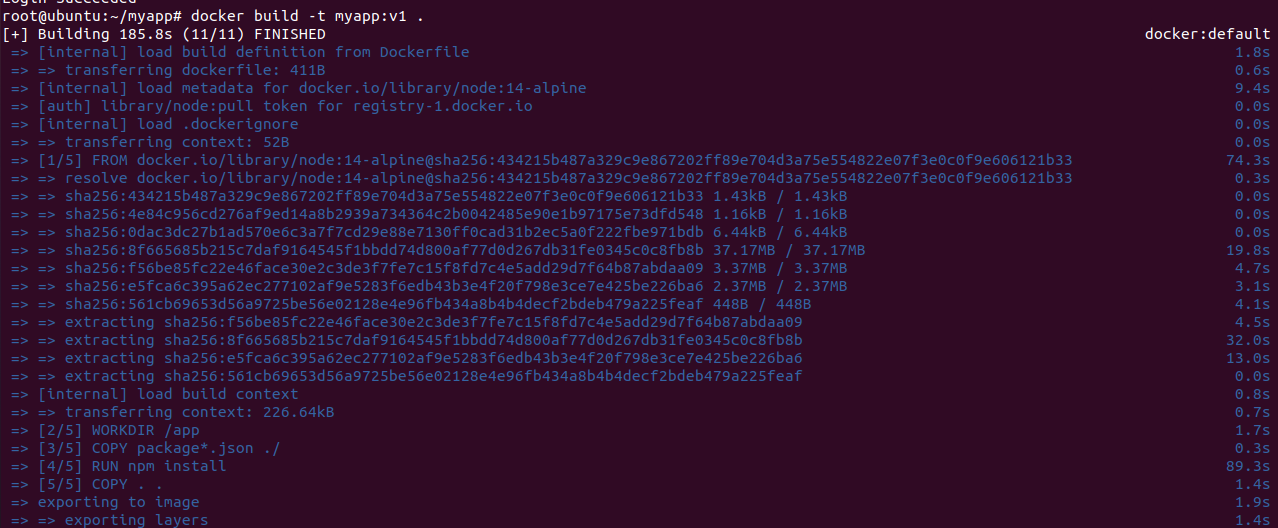 Login Succeeded
root@ubuntu:~/myapp# docker build -t myapp:v1 .
[+] Building 185.8s (11/11) FINISHED docker:default
=> [internal] load build definition from Dockerfile 1.8s
=> => transferring dockerfile: 411B 0.6s
=> [internal] load metadata for docker.io/library/node:14-alpine 9.4s
=> [auth] library/node:pull token for registry-1.docker.io 0.0s
=> [internal] load .dockerignore 0.0s
=> => transferring context: 52B 0.0s
=> [1/5] FROM docker.io/library/node:14-alpine@sha256:434215b487a329c9e867202ff89e704d3a75e554822e07f3e0c0f9e606121b33 74.3s
=> => resolve docker.io/library/node:14-alpine@sha256:434215b487a329c9e867202ff89e704d3a75e554822e07f3e0c0f9e606121b33 0.3s
=> => sha256:434215b487a329c9e867202ff89e704d3a75e554822e07f3e0c0f9e606121b33 1.43kB / 1.43kB 0.0s
=> => sha256:4e84c956cd276af9ed14a8b2939a734364c2b0042485e90e1b97175e73dfd548 1.16kB / 1.16kB 0.0s
=> => sha256:0dac3dc27b1ad570e6c3a7f7cd29e88e7130ff0cad31b2ec5a0f222fbe971bdb 6.44kB / 6.44kB 0.0s
=> => sha256:8f665685b215c7daf9164545f1bbdd74d800af77d0d267db31fe0345c0c8fb8b 37.17MB / 37.17MB 19.8s
=> => sha256:f56be85fc22e46face30e2c3de3f7fe7c15f8fd7c4e5add29d7f64b87abdaa09 3.37MB / 3.37MB 4.7s
=> => sha256:e5fca6c395a62ec277102af9e5283f6edb43b3e4f20f798e3ce7e425be226ba6 2.37MB / 2.37MB 3.1s
=> => sha256:561cb69653d56a9725be56e02128e4e96fb434a8b4b4decf2bdeb479a225feaf 448B / 448B 4.1s
=> => extracting sha256:f56be85fc22e46face30e2c3de3f7fe7c15f8fd7c4e5add29d7f64b87abdaa09 4.5s
=> => extracting sha256:8f665685b215c7daf9164545f1bbdd74d800af77d0d267db31fe0345c0c8fb8b 32.0s
=> => extracting sha256:e5fca6c395a62ec277102af9e5283f6edb43b3e4f20f798e3ce7e425be226ba6 13.0s
=> => extracting sha256:561cb69653d56a9725be56e02128e4e96fb434a8b4b4decf2bdeb479a225feaf 0.0s
=> [internal] load build context 0.8s
=> => transferring context: 226.64kB 0.7s
=> [2/5] WORKDIR /app 1.7s
=> [3/5] COPY package*.json ./ 0.3s
=> [4/5] RUN npm install 89.3s
=> [5/5] COPY . . 1.4s
=> exporting to image 1.9s
=> => exporting layers 1.4s